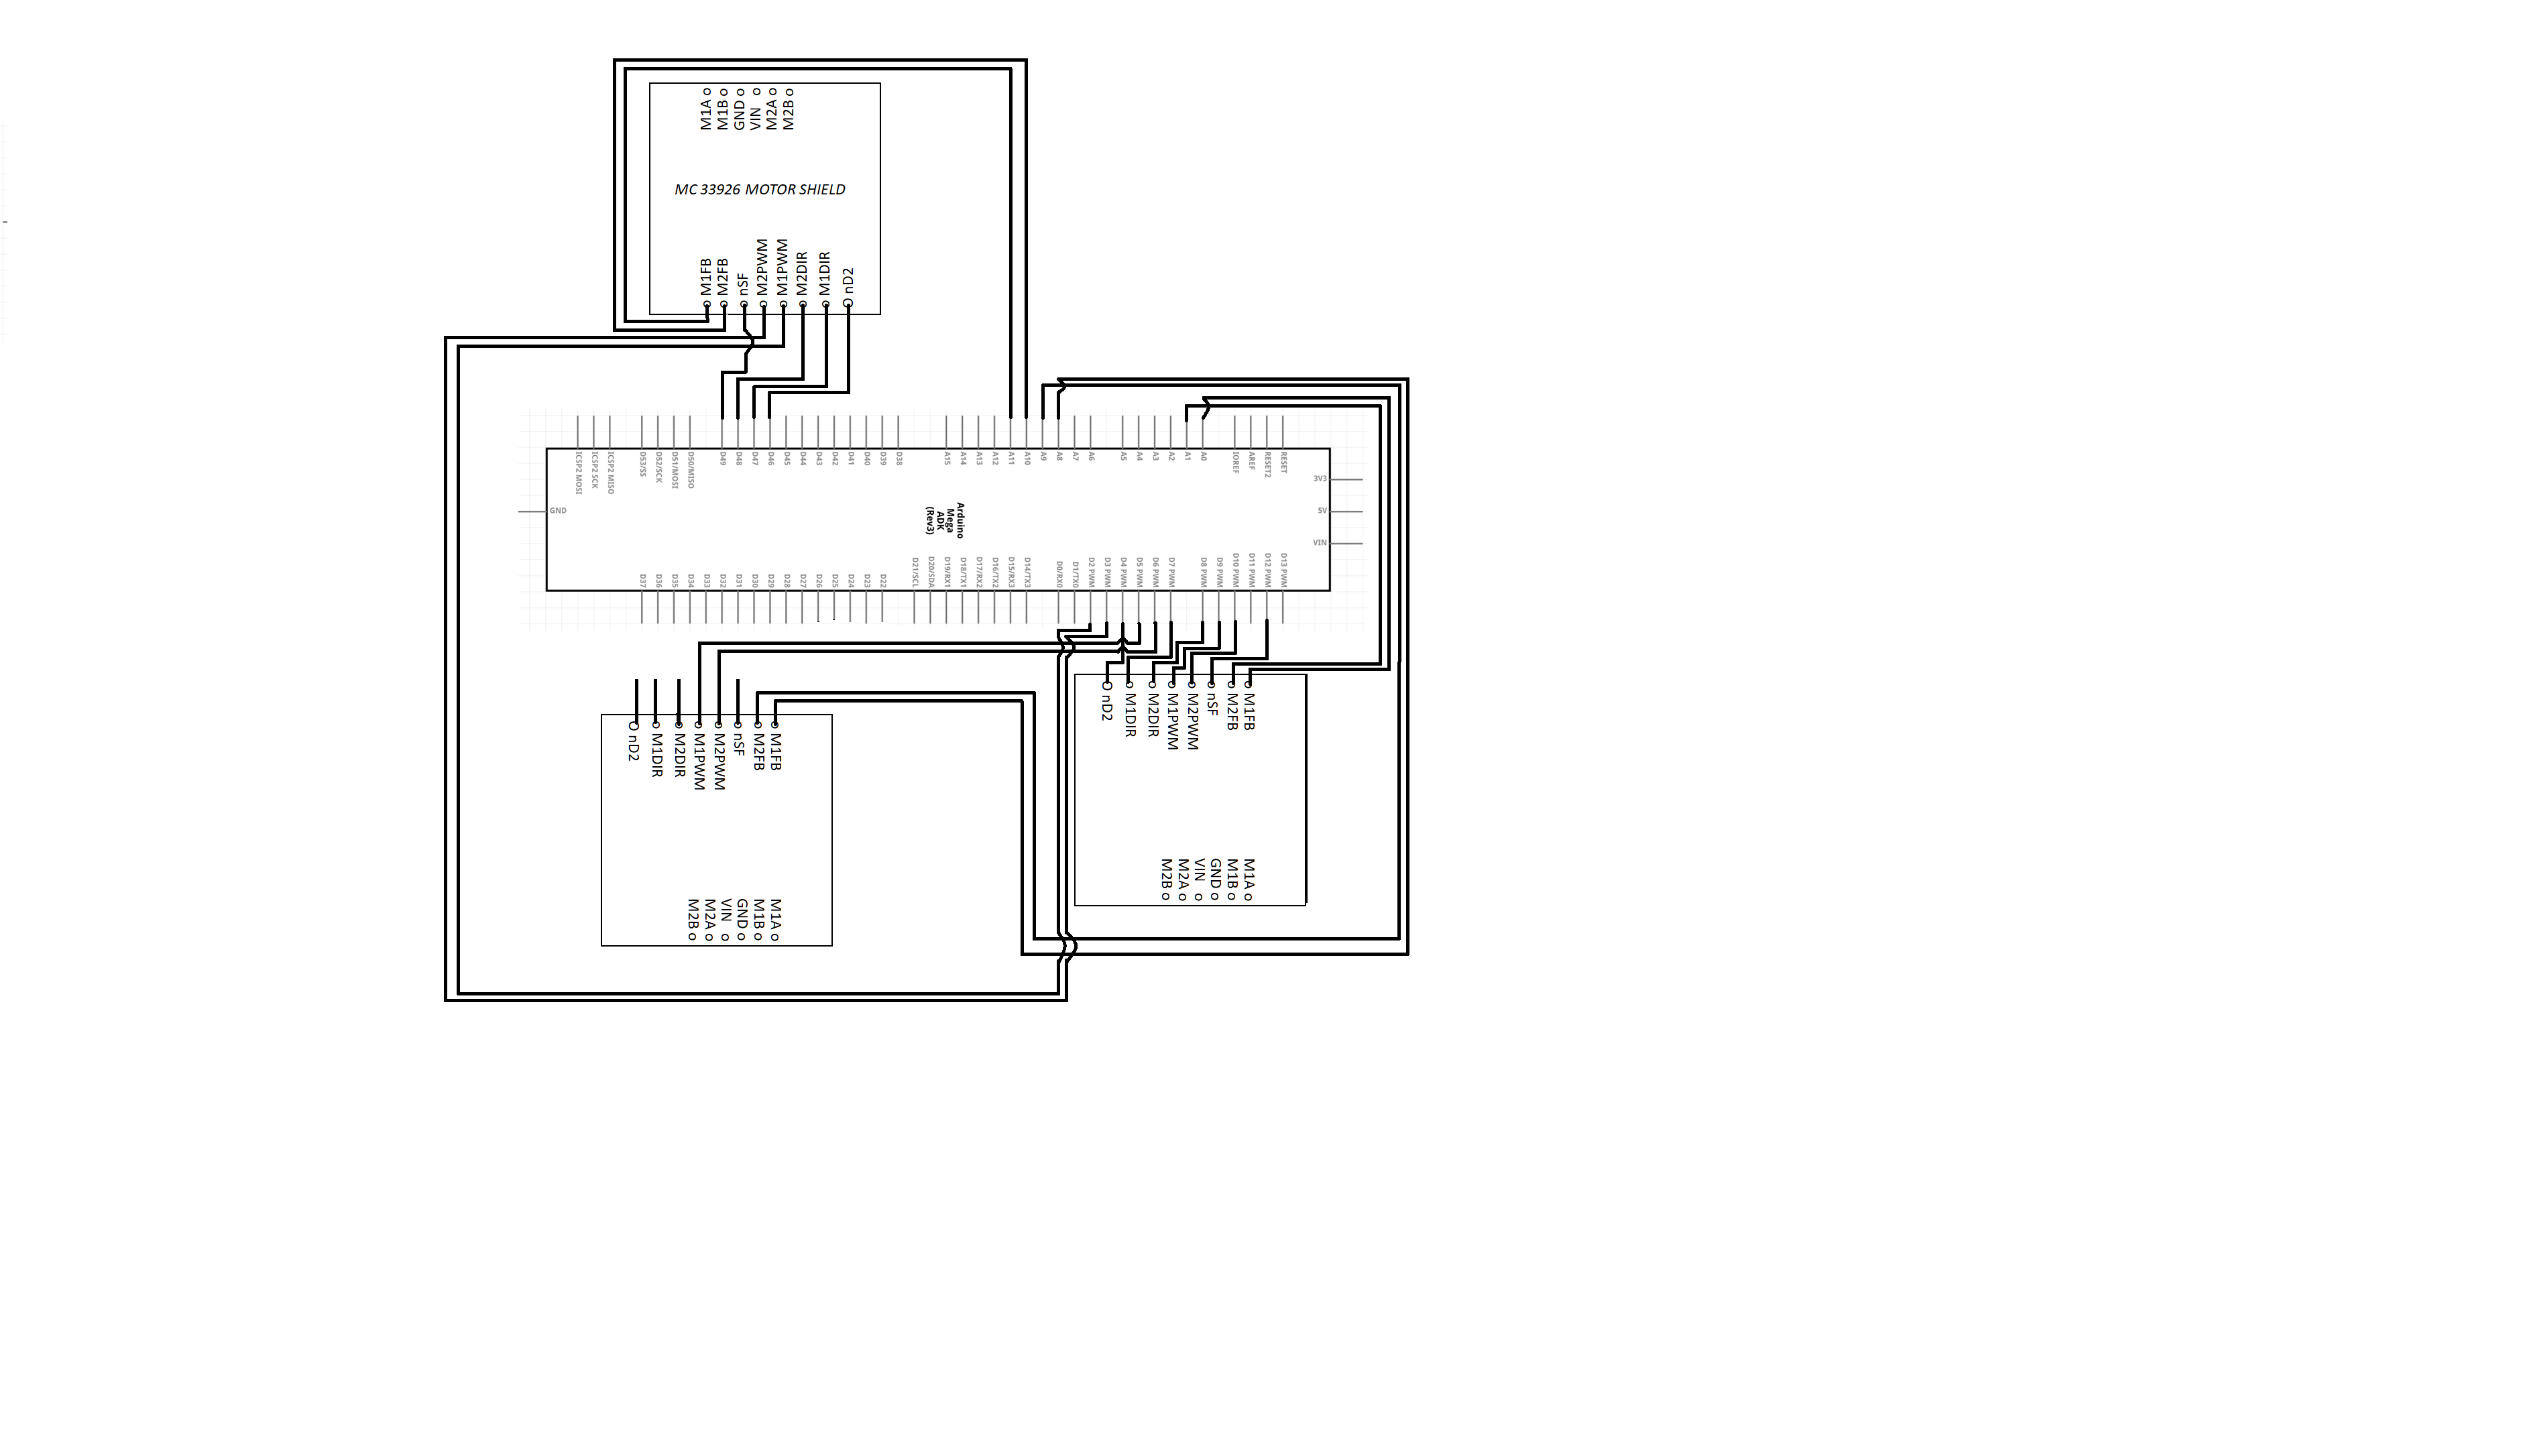 M1A o
M1B o
GND o
VIN o
M2A o
M2B o
MC 33926 MOTOR SHIELD
o M1FB
o M2FB
o nSF
o M2PWM
o M1PWM
o M2DIR
o M1DIR
O nD2
ICSP2 MOSI
ICSP2 SCK
ICSP2 MISO
D53/SS
D52/SCK
D51/MOSI
D50/MISO
D49
D48
D47
D46
D45
D44
D43
D42
D41
D40
D39
D38
A15
A14
A13
A12
A11
A10
A9
A8
A7
A6
A5
A4
A3
A2
A1
A0
IOREF
AREF
RESET2
RESET
3V3
5V
VIN
GND
Arduino
Mega
ADK
(Rev3)
D37
D36
D35
D34
D33
D32
D31
D30
D29
D28
D27
D26
D25
D24
D23
D22
D21/SCL
D20/SDA
D19/RX1
D18/TX1
D17/RX2
D16/TX2
D15/RX3
D14/TX3
D0/RX0
D1/TX0
D2 PWM
D3 PWM
D4 PWM
D5 PWM
D6 PWM
D7 PWM
D8 PWM
D9 PWM
D10 PWM
D11 PWM
D12 PWM
D13 PWM
O nD2
o M1DIR
o M2DIR
o M1PWM
o M2PWM
o nSF
o M2FB
o M1FB
M2B o
M2A o
VIN o
GND o
M1B o
M1A o
O nD2
o M1DIR
o M2DIR
o M1PWM
o M2PWM
o nSF
o M2FB
o M1FB
M2B o
M2A o
VIN o
GND o
M1B o
M1A o